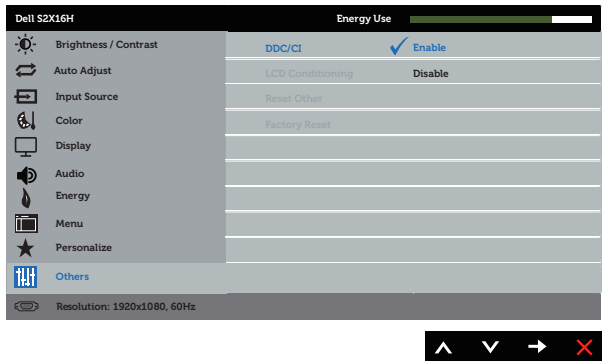 Dell S2X16H Energy Use
Brightness / Contrast DDC/CI Enable
Auto Adjust LCD Conditioning Disable
Input Source Reset Other
Color Factory Reset
Display
Audio
Energy
Menu
Personalize
Others
Resolution: 1920x1080, 60Hz